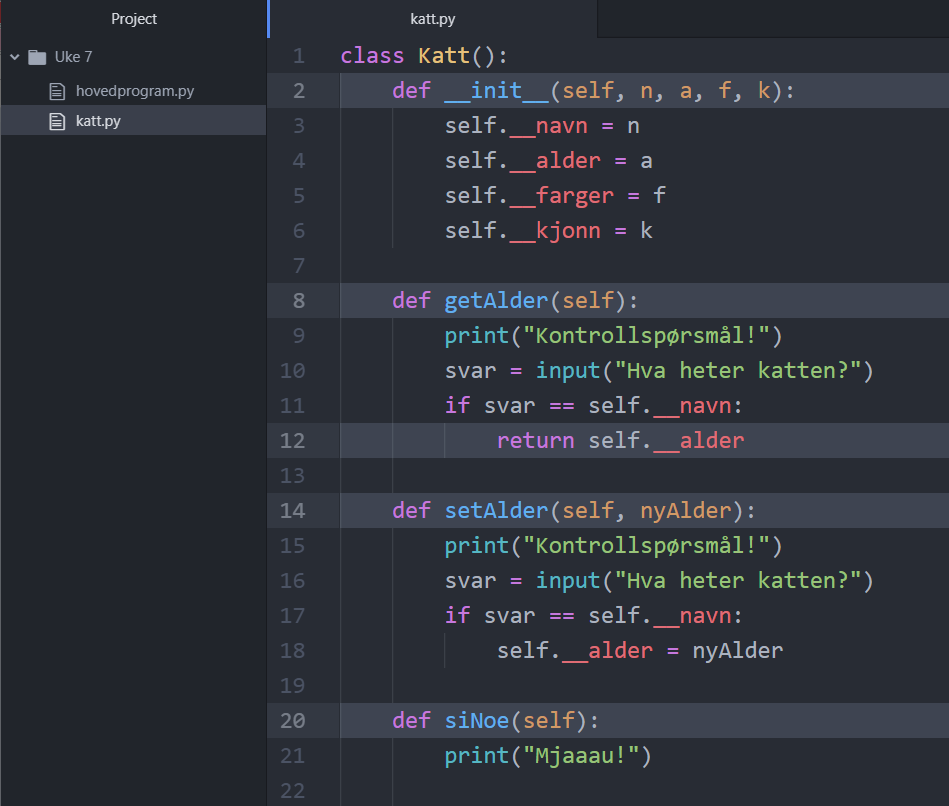 Project
katt.py
Uke 7
hovedprogram.py
katt.py
1 class Katt():
2     def __init__(self, n, a, f, k):
3         self.__navn = n
4         self.__alder = a
5         self.__farger = f
6         self.__kjonn = k
7
8     def getAlder(self):
9         print("Kontrollspørsmål!")
10         svar = input("Hva heter katten?")
11         if svar == self.__navn:
12             return self.__alder
13
14     def setAlder(self, nyAlder):
15         print("Kontrollspørsmål!")
16         svar = input("Hva heter katten?")
17         if svar == self.__navn:
18             self.__alder = nyAlder
19
20     def siNoe(self):
21         print("Mjaaau!")
22